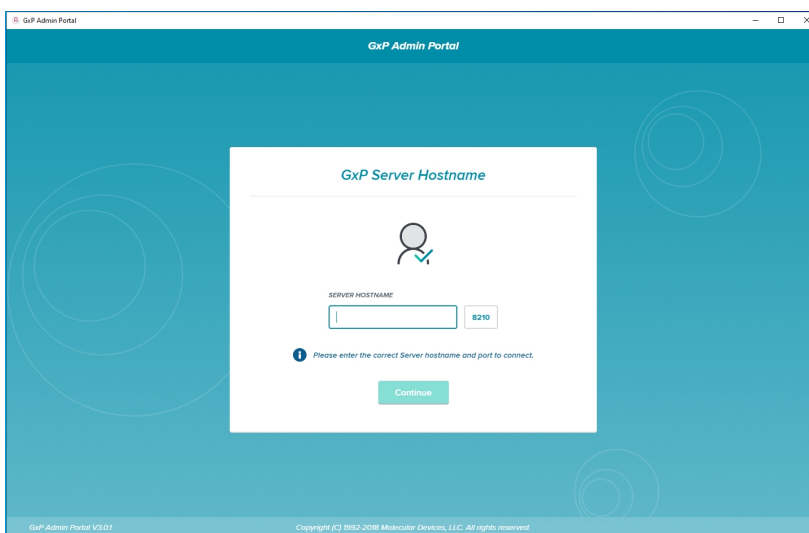 R GxP Admin Portal
GxP Admin Portal
GxP Server Hostname
SERVER HOSTNAME
8210
Please enter the correct Server hostname and port to connect.
Continue
GxP Admin Portal V3.0.1
Copyright (C) 1992-2018 Molecular Devices, LLC. All rights reserved.